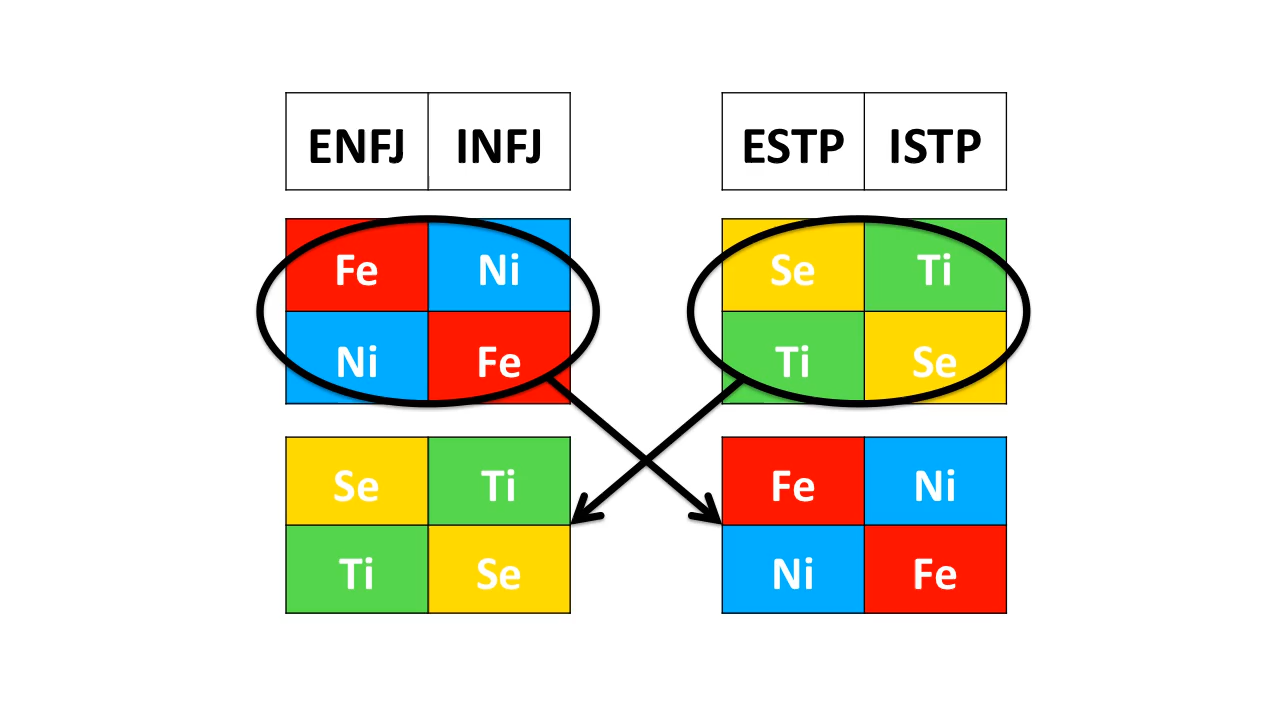 ENFJ INFJ ESTP ISTP
Fe Ni Se Ti
Ni Fe Ti Se
Se Ti Fe Ni
Ti Se Ni Fe